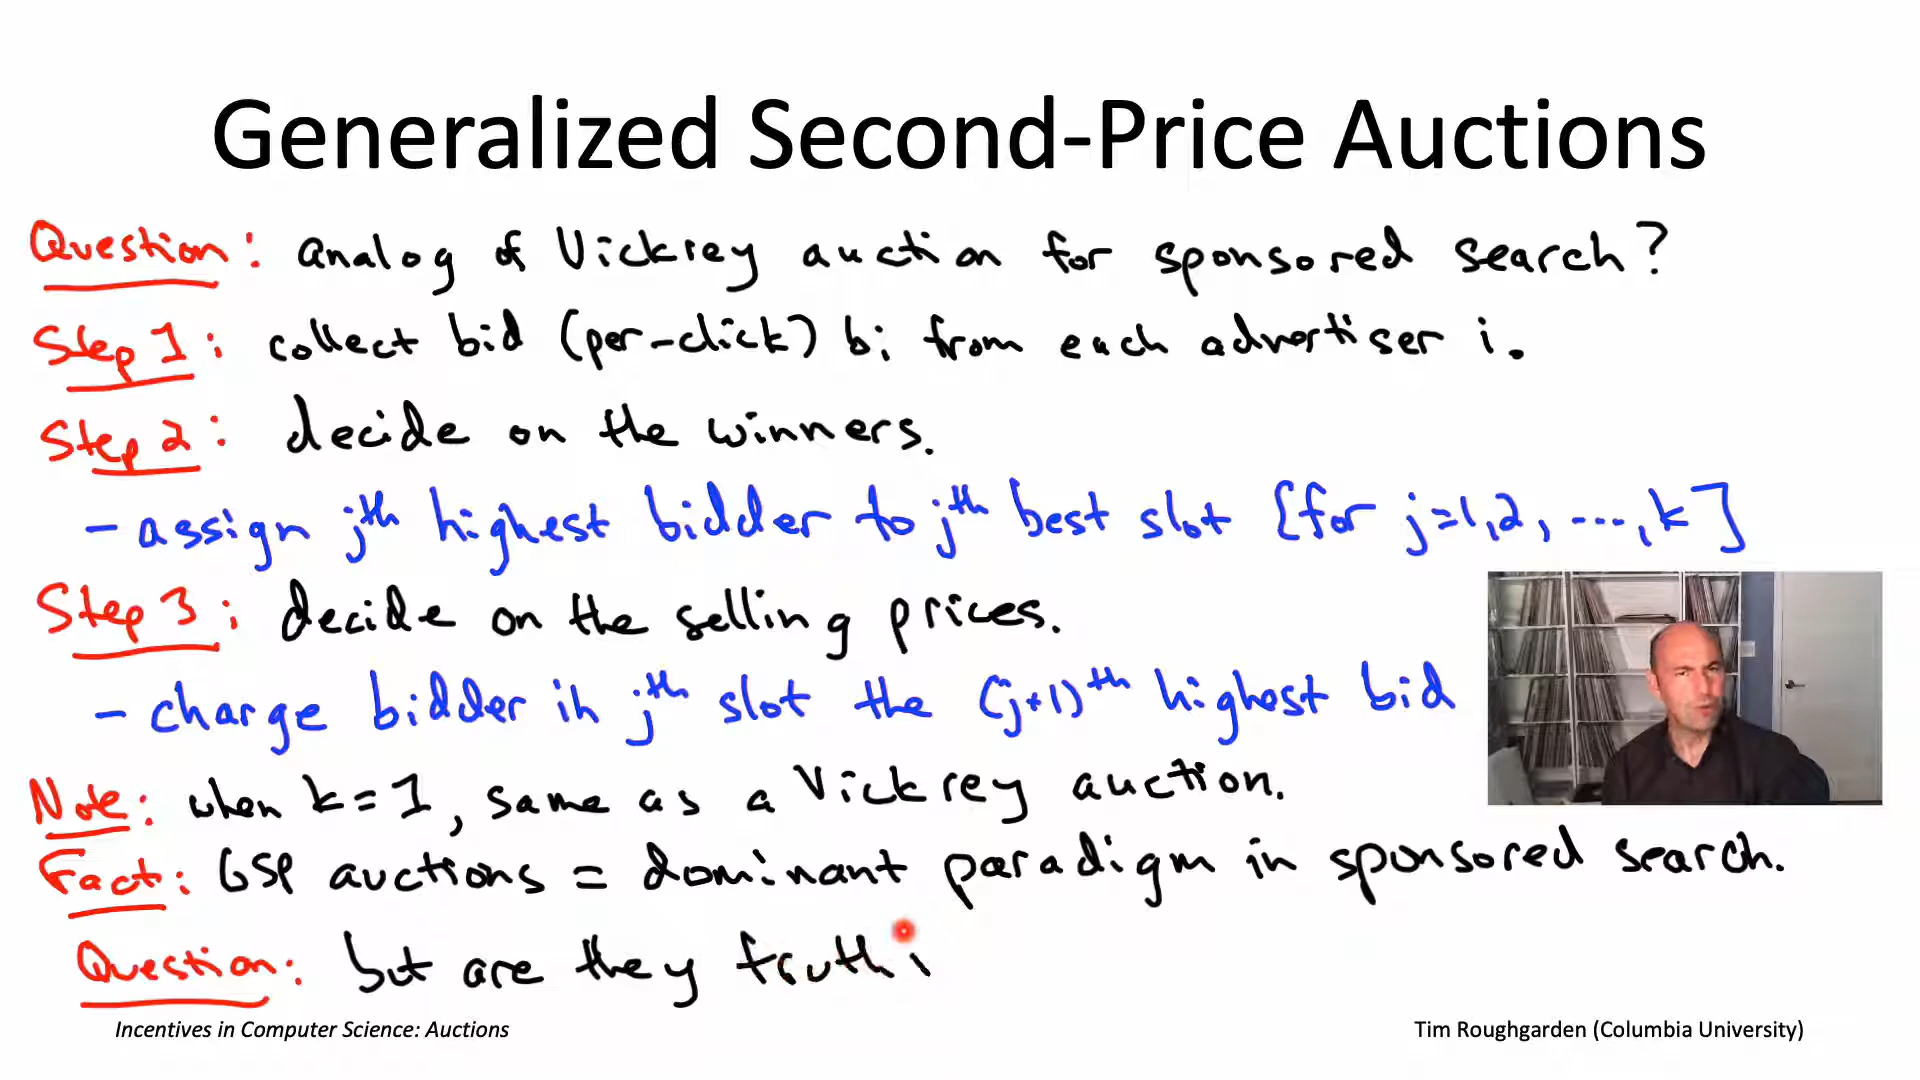 Generalized Second-Price Auctions
Question: analog of Vickrey auction for sponsored search?
Step 1: collect bid (per-click) bi from each advertiser i.
Step 2: decide on the winners.
- assign jth highest bidder to jth best slot [for j=1,2, ..., k]
Step 3: decide on the selling prices.
- charge bidder in jth slot the (j+1)th highest bid
Note: when k=1, same as a Vickrey auction.
Fact: GSP auctions = dominant paradigm in sponsored search.
Question: but are they truth
Incentives in Computer Science: Auctions
Tim Roughgarden (Columbia University)